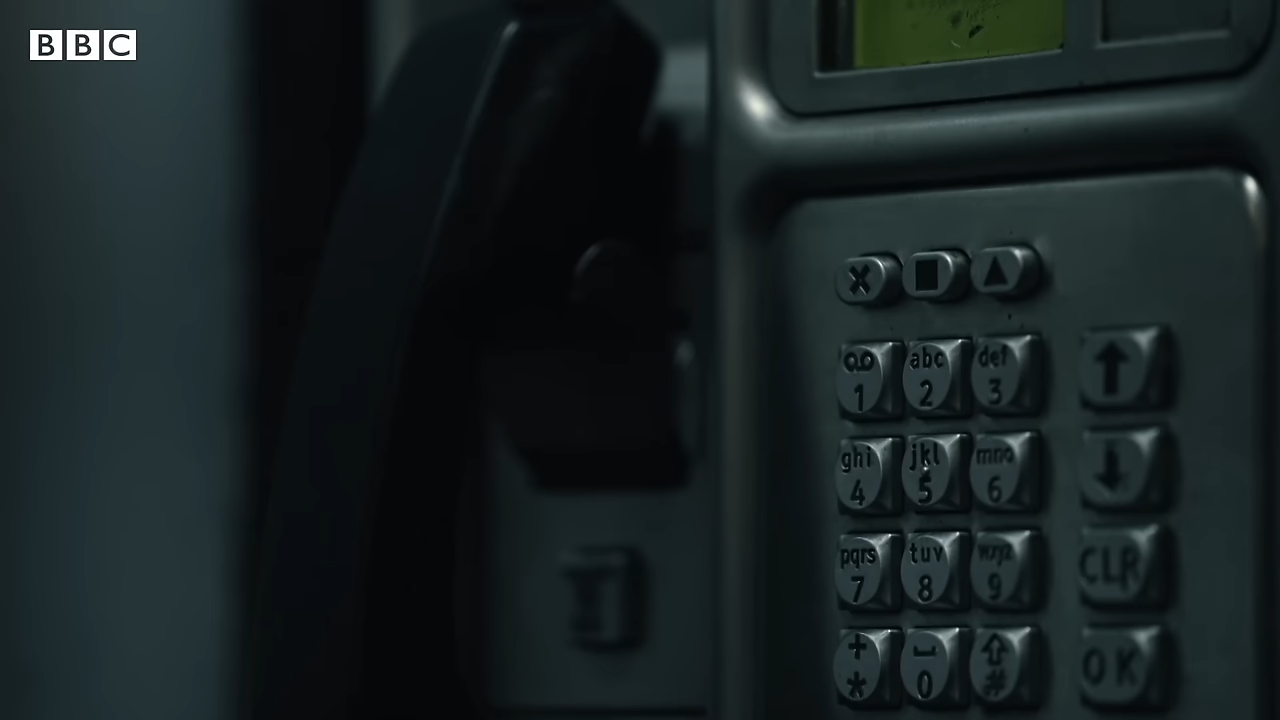 BBC
1
abc
2
def
3
ghi
4
jkl
5
mno
6
pqrs
7
tuv
8
wxyz
9
CLR
+
*
0
#
OK